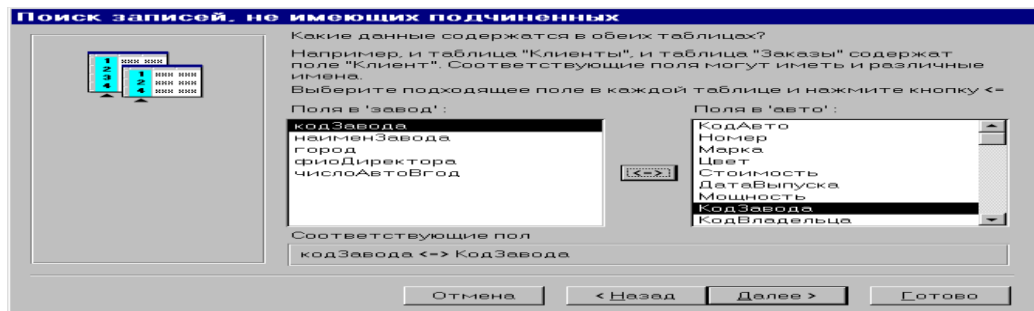 Поиск записей, не имеющих подчиненных
Какие данные содержатся в обеих таблицах?
Например, и таблица "Клиенты", и таблица "Заказы" содержат
поле "Клиент". Соответствующие поля могут иметь и различные
имена.
Выберите подходящее поле в каждой таблице и нажмите кнопку <=
Поля в 'завод' :
кодЗавода
наименЗавода
город
фиоДиректора
числоАвтоВгод
<=>
Поля в 'авто' :
КодАвто
Номер
Марка
Цвет
Стоимость
ДатаВыпуска
Мощность
КодЗавода
КодВладельца
Соответствующие пол
кодЗавода <=> КодЗавода
Отмена
< Назад
Далее >
Готово